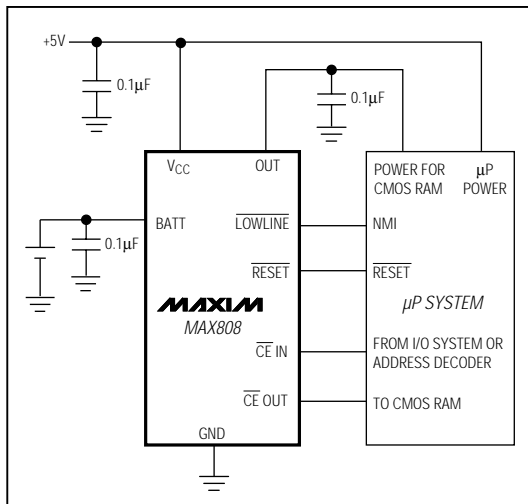 +5V
0.1µF
0.1µF
VCC
OUT
POWER FOR
CMOS RAM
µP
POWER
BATT
0.1µF
LOWLINE
NMI
RESET
RESET
MAXIM
MAX808
µP SYSTEM
CE IN
FROM I/O SYSTEM OR
ADDRESS DECODER
CE OUT
TO CMOS RAM
GND